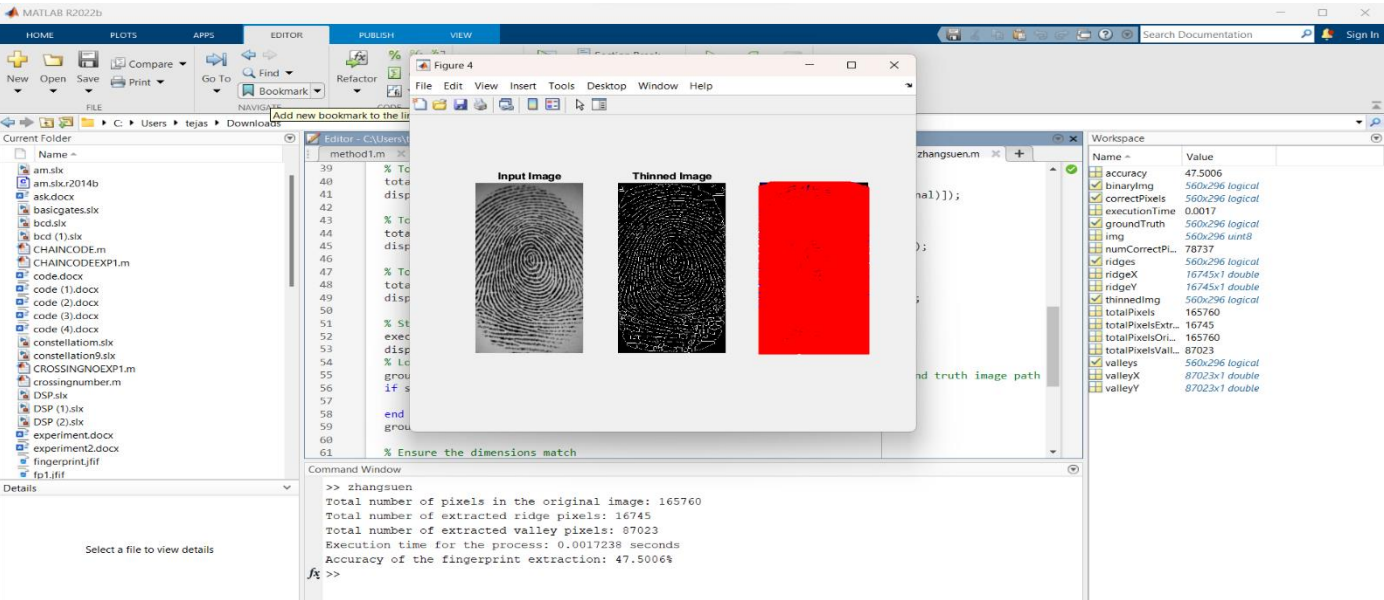 MATLAB R2022b
HOME PLOTS APPS EDITOR PUBLISH VIEW
Search Documentation Sign In
New Open Save Compare Print Go To Find Bookmark Refactor
FILE NAVIGATE CODE
Add new bookmark to the lin
C: Users tejas Downloads
Current Folder
Name
am.slx
am.slx.r2014b
ask.docx
basicgates.slx
bcd.slx
bcd (1).slx
CHAINCODE.m
CHAINCODEEXP1.m
code.docx
code (1).docx
code (2).docx
code (3).docx
code (4).docx
constellatiom.slx
constellation9.slx
CROSSINGNOEXP1.m
crossingnumber.m
DSP.slx
DSP (1).slx
DSP (2).slx
experiment.docx
experiment2.docx
fingerprint.jfif
fp1.jfif
Details
Select a file to view details
Editor - C:\Users\t
method1.m
zhangsuen.m
39 % To
40 tota
41 disp nal)]);
42
43 % To
44 tota
45 disp );
46
47 % To
48 tota
49 disp ;
50
51 % St
52 exec
53 disp
54 % Lo
55 grou nd truth image path
56 if s
57
58 end
59 grou
60
61 % Ensure the dimensions match
Figure 4
File Edit View Insert Tools Desktop Window Help
Input Image Thinned Image
Command Window
>> zhangsuen
Total number of pixels in the original image: 165760
Total number of extracted ridge pixels: 16745
Total number of extracted valley pixels: 87023
Execution time for the process: 0.0017238 seconds
Accuracy of the fingerprint extraction: 47.5006%
fx >>
Workspace
Name Value
accuracy 47.5006
binaryImg 560x296 logical
correctPixels 560x296 logical
executionTime 0.0017
groundTruth 560x296 logical
img 560x296 uint8
numCorrectPi... 78737
ridges 560x296 logical
ridgeX 16745x1 double
ridgeY 16745x1 double
thinnedImg 560x296 logical
totalPixels 165760
totalPixelsExtr... 16745
totalPixelsOri... 165760
totalPixelsVall... 87023
valleys 560x296 logical
valleyX 87023x1 double
valleyY 87023x1 double